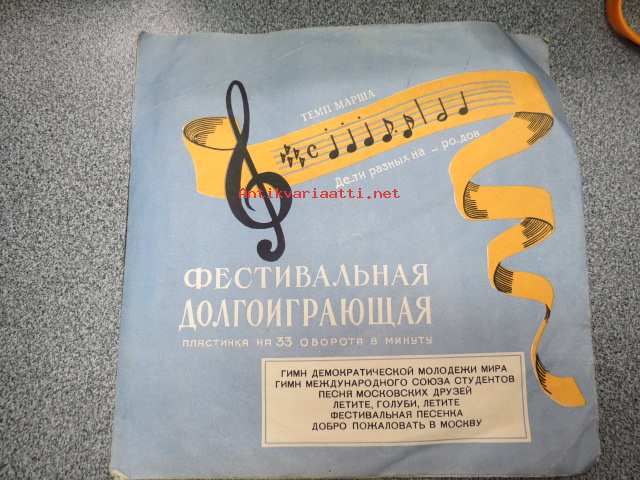 ТЕМП МАРША
Де.ти разных на - ро.дов
Antikvariaatti.net
ФЕСТИВАЛЬНАЯ
ДОЛГОИГРАЮЩАЯ
ПЛАСТИНКА НА 33 ОБОРОТА В МИНУТУ
ГИМН ДЕМОКРАТИЧЕСКОЙ МОЛОДЕЖИ МИРА
ГИМН МЕЖДУНАРОДНОГО СОЮЗА СТУДЕНТОВ
ПЕСНЯ МОСКОВСКИХ ДРУЗЕЙ
ЛЕТИТЕ, ГОЛУБИ, ЛЕТИТЕ
ФЕСТИВАЛЬНАЯ ПЕСЕНКА
ДОБРО ПОЖАЛОВАТЬ В МОСКВУ